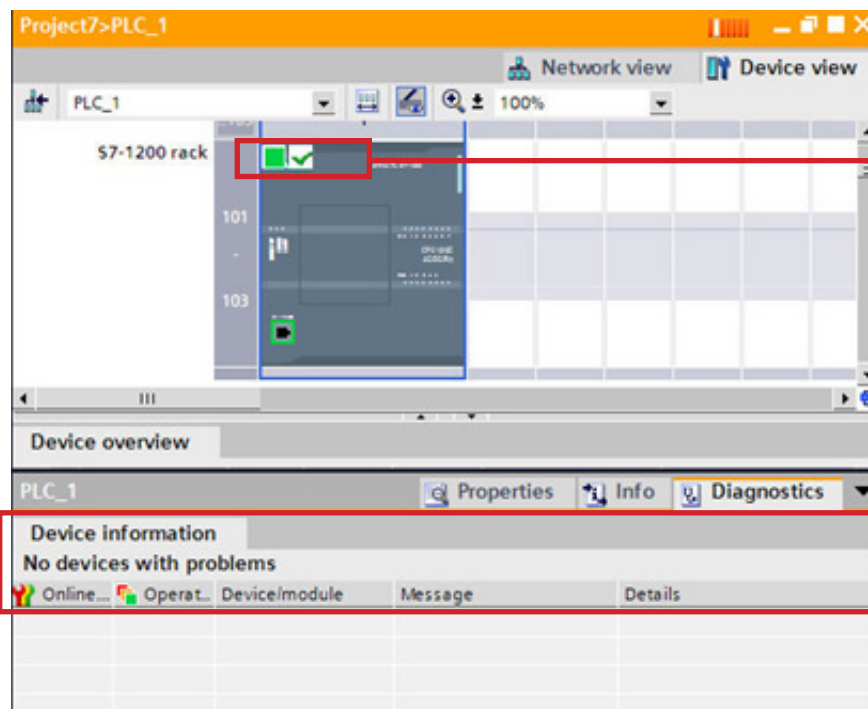 Project7>PLC_1
Network view Device view
PLC_1 100%
S7-1200 rack
101
103
Device overview
PLC_1 Properties Info Diagnostics
Device information
No devices with problems
Online... Operat... Device/module Message Details